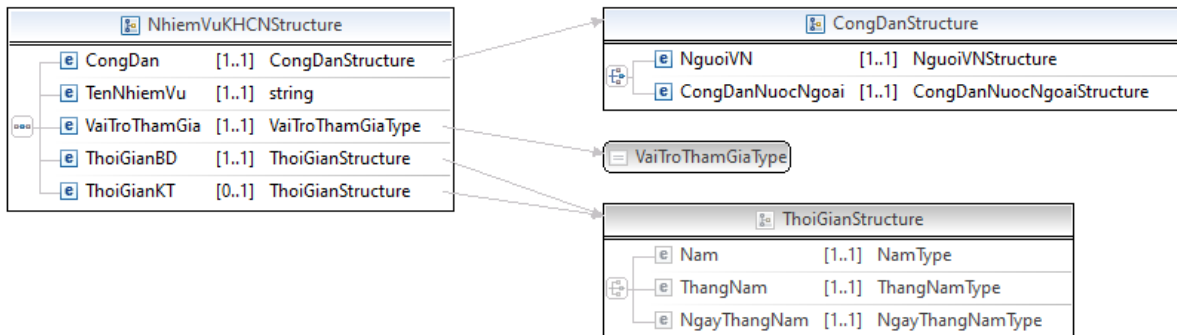 NhiemVuKHCNStructure
CongDan [1..1] CongDanStructure
TenNhiemVu [1..1] string
VaiTroThamGia [1..1] VaiTroThamGiaType
ThoiGianBD [1..1] ThoiGianStructure
ThoiGianKT [0..1] ThoiGianStructure
CongDanStructure
NguoiVN [1..1] NguoiVNStructure
CongDanNuocNgoai [1..1] CongDanNuocNgoaiStructure
VaiTroThamGiaType
ThoiGianStructure
Nam [1..1] NamType
ThangNam [1..1] ThangNamType
NgayThangNam [1..1] NgayThangNamType